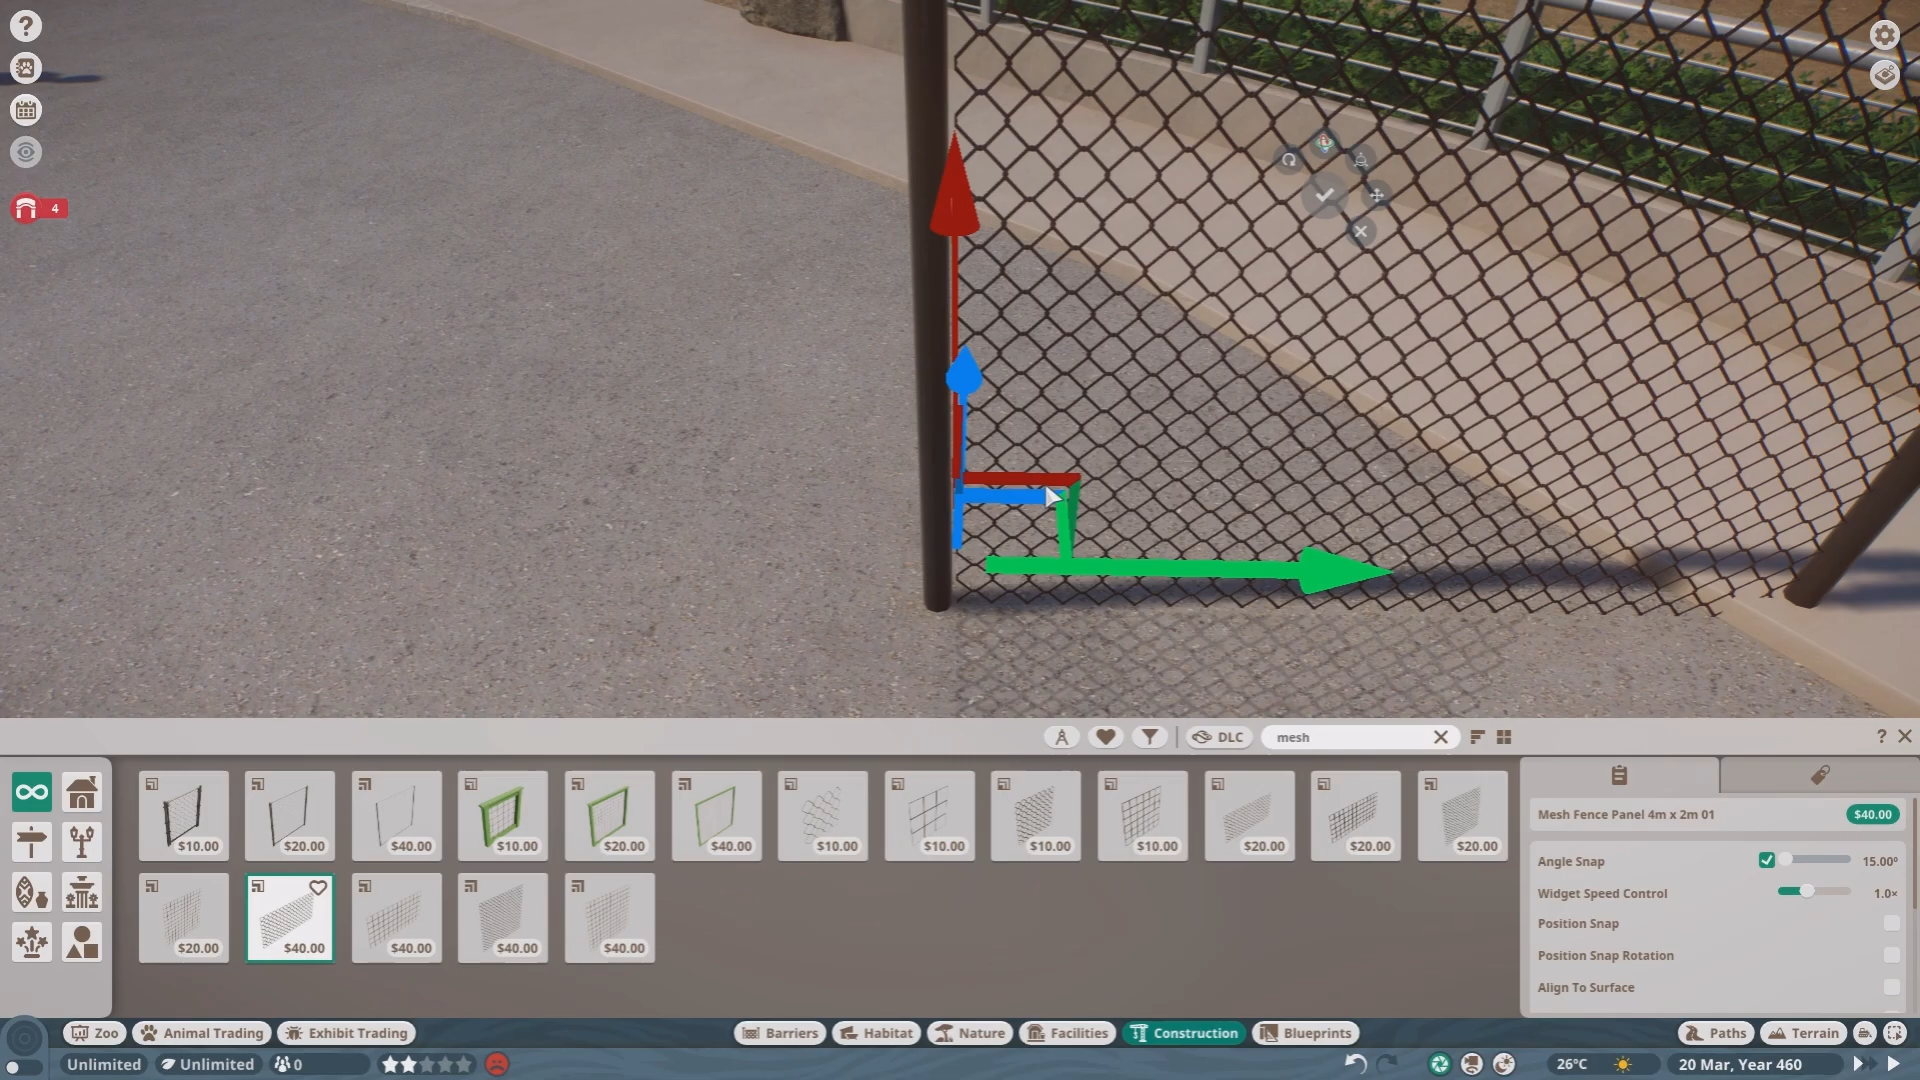 ?
4
DLC
mesh
?
$10.00
$20.00
$40.00
$10.00
$20.00
$40.00
$10.00
$10.00
$10.00
$10.00
$20.00
$20.00
$20.00
$20.00
$40.00
$40.00
$40.00
$40.00
Mesh Fence Panel 4m x 2m 01
$40.00
Angle Snap
15.00°
Widget Speed Control
1.0×
Position Snap
Position Snap Rotation
Align To Surface
Zoo
Animal Trading
Exhibit Trading
Barriers
Habitat
Nature
Facilities
Construction
Blueprints
Paths
Terrain
Unlimited
Unlimited
0
26°C
20 Mar, Year 460